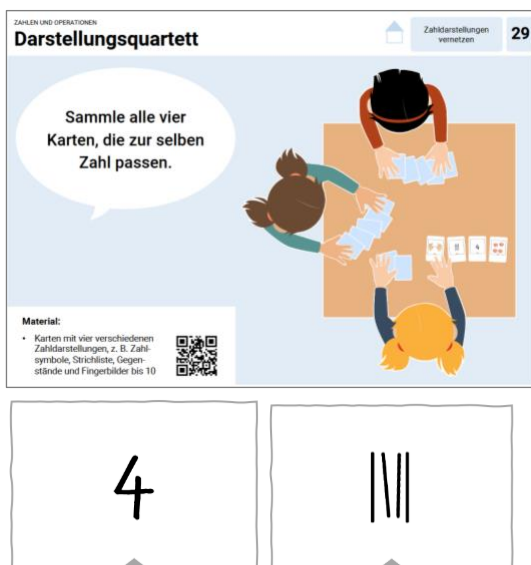 ZAHLEN UND OPERATIONEN
Darstellungsquartett
Zahldarstellungen
vernetzen
29
Sammle alle vier
Karten, die zur selben
Zahl passen.
4
Material:
• Karten mit vier verschiedenen
Zahldarstellungen, z. B. Zahl-
symbole, Strichliste, Gegen-
stände und Fingerbilder bis 10
4
||||